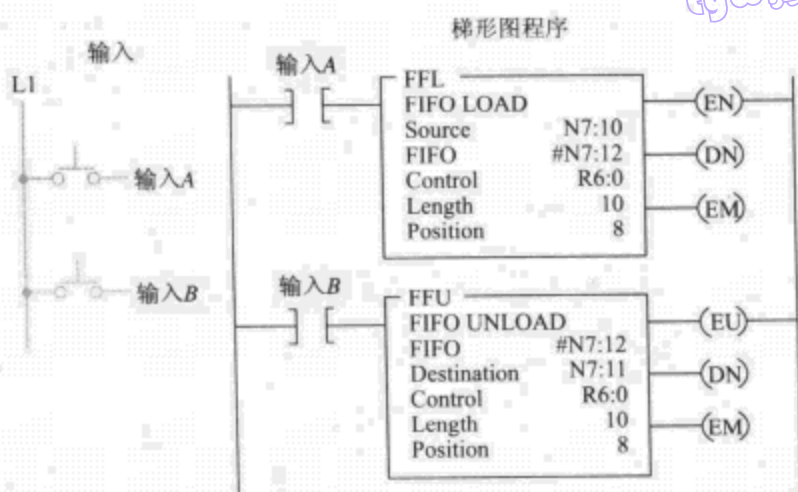 梯形图程序
输入
L1
输入A
输入B
输入A
FFL
FIFO LOAD
Source N7:10
FIFO #N7:12
Control R6:0
Length 10
Position 8
(EN)
(DN)
(EM)
输入B
FFU
FIFO UNLOAD
FIFO #N7:12
Destination N7:11
Control R6:0
Length 10
Position 8
(EU)
(DN)
(EM)